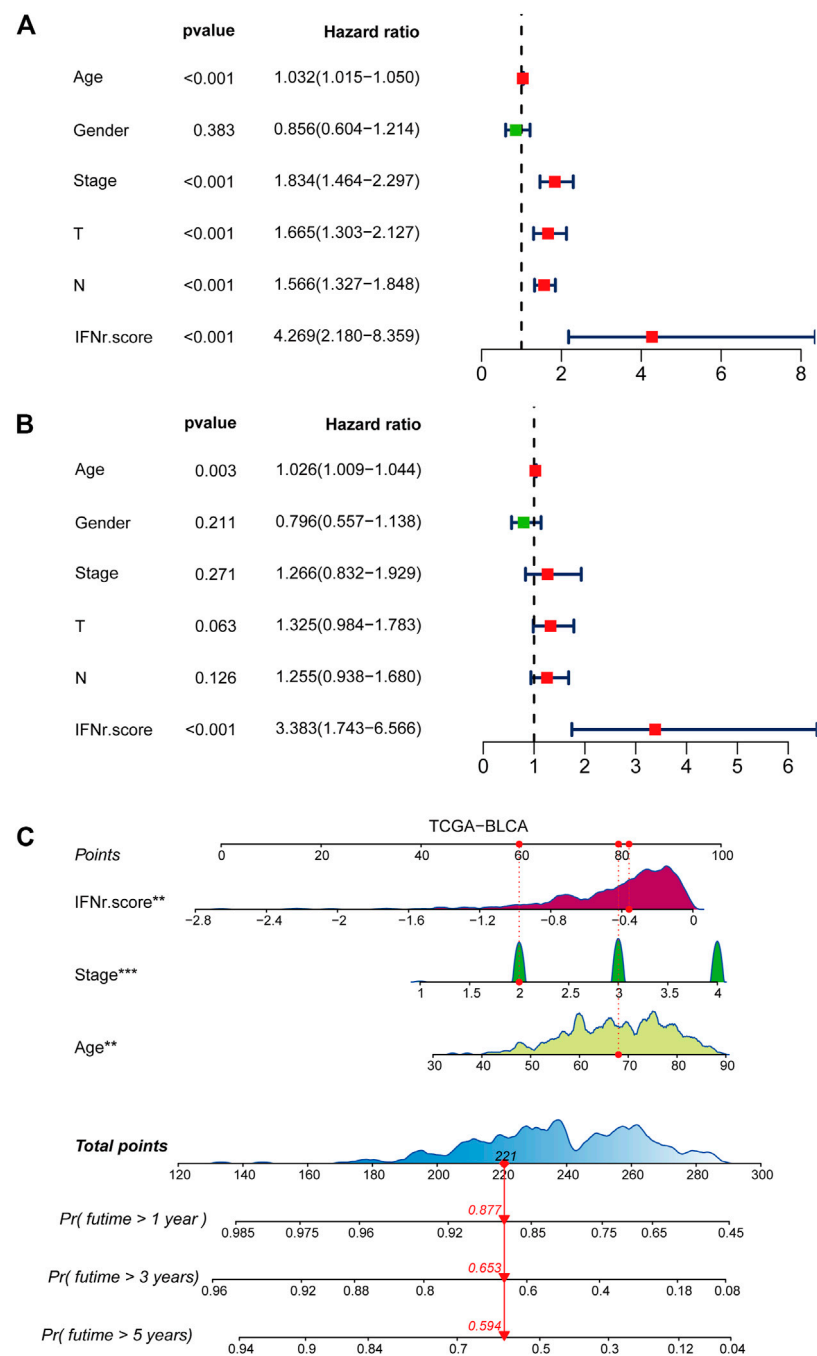 A
pvalue Hazard ratio
Age <0.001 1.032(1.015−1.050)
Gender 0.383 0.856(0.604−1.214)
Stage <0.001 1.834(1.464−2.297)
T <0.001 1.665(1.303−2.127)
N <0.001 1.566(1.327−1.848)
IFNr.score <0.001 4.269(2.180−8.359)
0 2 4 6 8
B
pvalue Hazard ratio
Age 0.003 1.026(1.009−1.044)
Gender 0.211 0.796(0.557−1.138)
Stage 0.271 1.266(0.832−1.929)
T 0.063 1.325(0.984−1.783)
N 0.126 1.255(0.938−1.680)
IFNr.score <0.001 3.383(1.743−6.566)
0 1 2 3 4 5 6
C
TCGA−BLCA
Points
0 20 40 60 80 100
IFNr.score**
−2.8 −2.4 −2 −1.6 −1.2 −0.8 −0.4 0
Stage***
1 1.5 2 2.5 3 3.5 4
Age**
30 40 50 60 70 80 90
Total points
221
120 140 160 180 200 220 240 260 280 300
Pr( futime > 1 year )
0.877
0.985 0.975 0.96 0.92 0.85 0.75 0.65 0.45
Pr( futime > 3 years)
0.653
0.96 0.92 0.88 0.8 0.6 0.4 0.18 0.08
Pr( futime > 5 years)
0.594
0.94 0.9 0.84 0.7 0.5 0.3 0.12 0.04